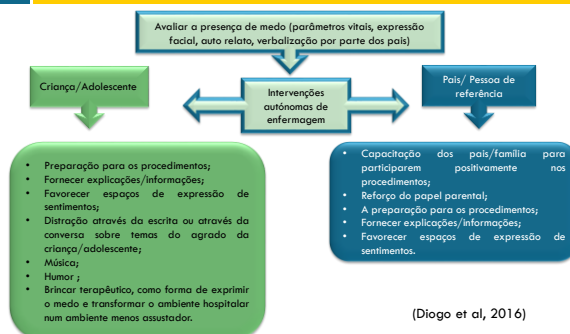 Avaliar a presença de medo (parâmetros vitais, expressão
facial, auto relato, verbalização por parte dos pais)
Criança/Adolescente
Intervenções
autónomas de
enfermagem
Pais/ Pessoa de
referência
• Preparação para os procedimentos;
• Fornecer explicações/informações;
• Favorecer espaços de expressão de
sentimentos;
• Distração através da escrita ou através da
conversa sobre temas do agrado da
criança/adolescente;
• Música;
• Humor ;
• Brincar terapêutico, como forma de exprimir
o medo e transformar o ambiente hospitalar
num ambiente menos assustador.
• Capacitação dos pais/família para
participarem positivamente nos
procedimentos;
• Reforço do papel parental;
• A preparação para os procedimentos;
• Fornecer explicações/informações;
• Favorecer espaços de expressão de
sentimentos.
(Diogo et al, 2016)